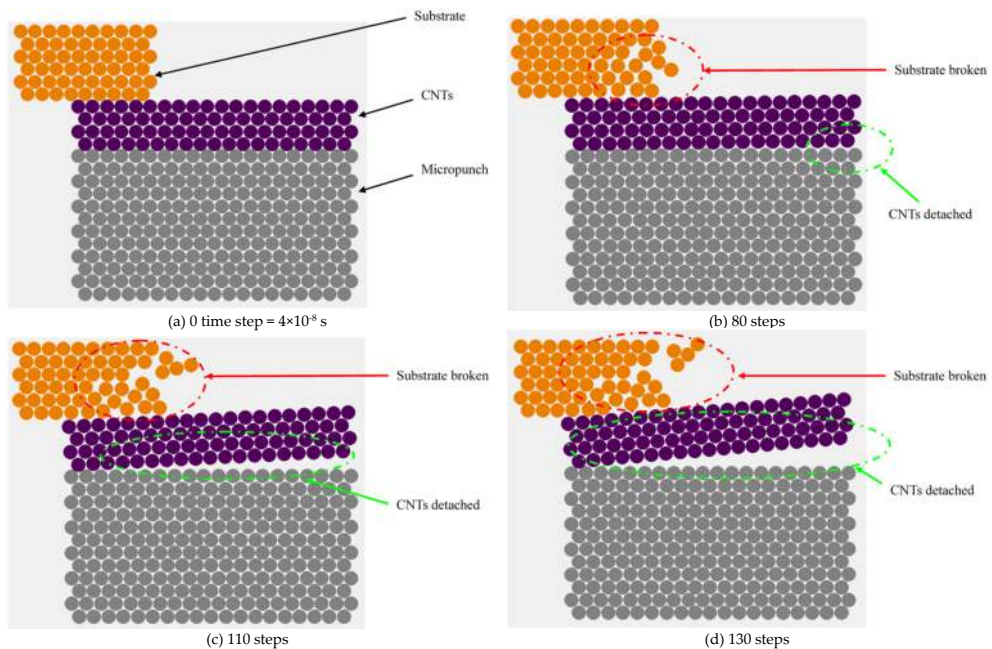 Substrate
CNTs
Micropunch
(a) 0 time step = 4×10⁻⁸ s
Substrate broken
CNTs detached
(b) 80 steps
Substrate broken
CNTs detached
(c) 110 steps
Substrate broken
CNTs detached
(d) 130 steps